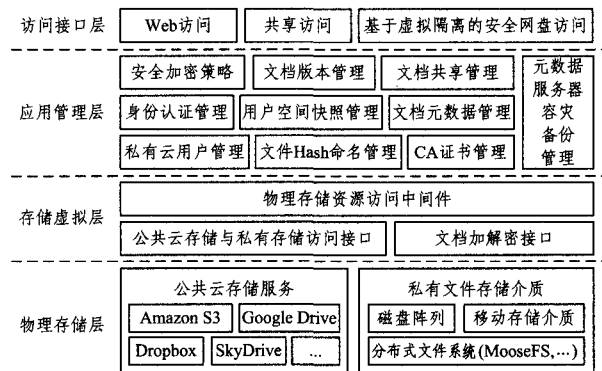 访问接口层
Web访问
共享访问
基于虚拟隔离的安全网盘访问
应用管理层
安全加密策略
文档版本管理
文档共享管理
身份认证管理
用户空间快照管理
文档元数据管理
私有云用户管理
文件Hash命名管理
CA证书管理
元数据
服务器
容灾
备份
管理
存储虚拟层
物理存储资源访问中间件
公共云存储与私有存储访问接口
文档加解密接口
物理存储层
公共云存储服务
Amazon S3
Google Drive
Dropbox
SkyDrive
...
私有文件存储介质
磁盘阵列
移动存储介质
分布式文件系统(MooseFS,...)